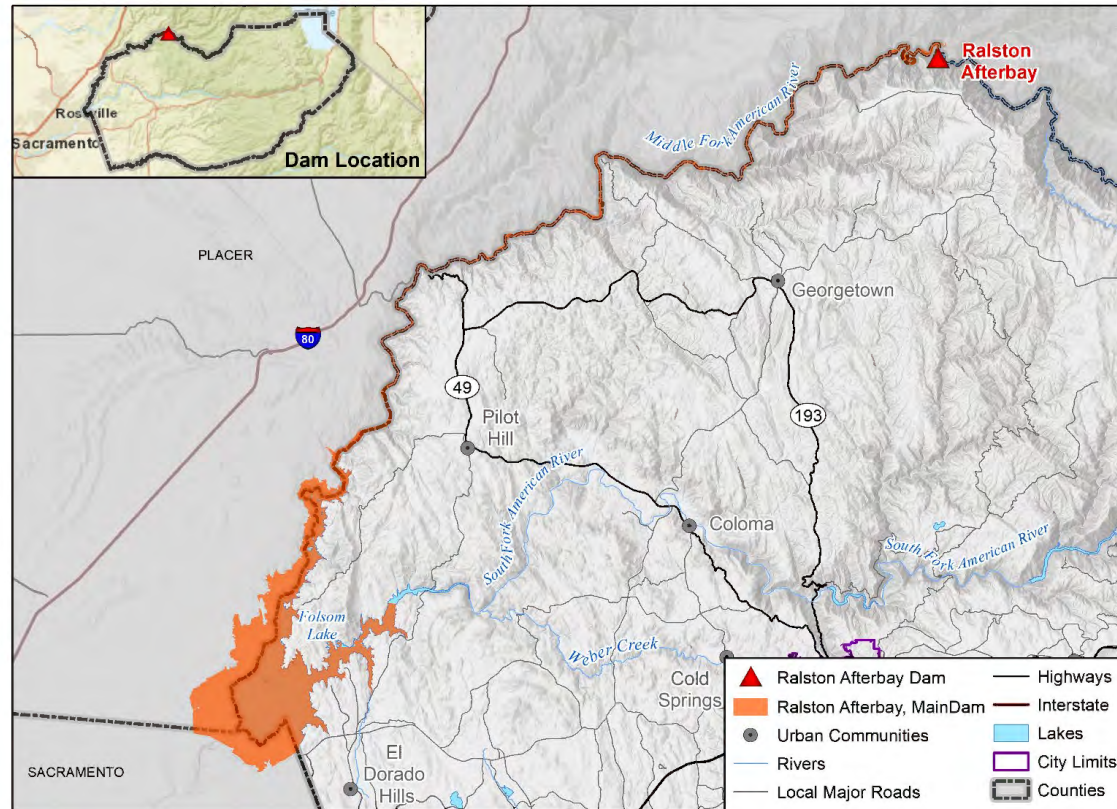 Roseville
Sacramento
Dam Location
Ralston
Afterbay
Middle Fork American River
PLACER
Georgetown
80
49
193
Pilot
Hill
South Fork American River
Coloma
South Fork American River
Folsom
Lake
Weber Creek
Cold
Springs
El
Dorado
Hills
SACRAMENTO
Ralston Afterbay Dam
Ralston Afterbay, MainDam
Urban Communities
Rivers
Local Major Roads
Highways
Interstate
Lakes
City Limits
Counties